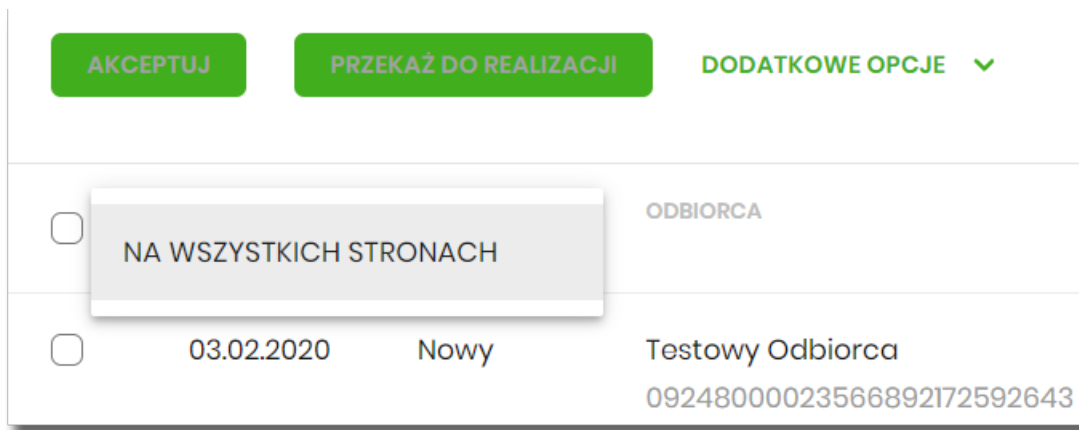 AKCEPTUJ PRZEKAŻ DO REALIZACJI DODATKOWE OPCJE
ODBIORCA
NA WSZYSTKICH STRONACH
03.02.2020 Nowy Testowy Odbiorca
09248000023566892172592643